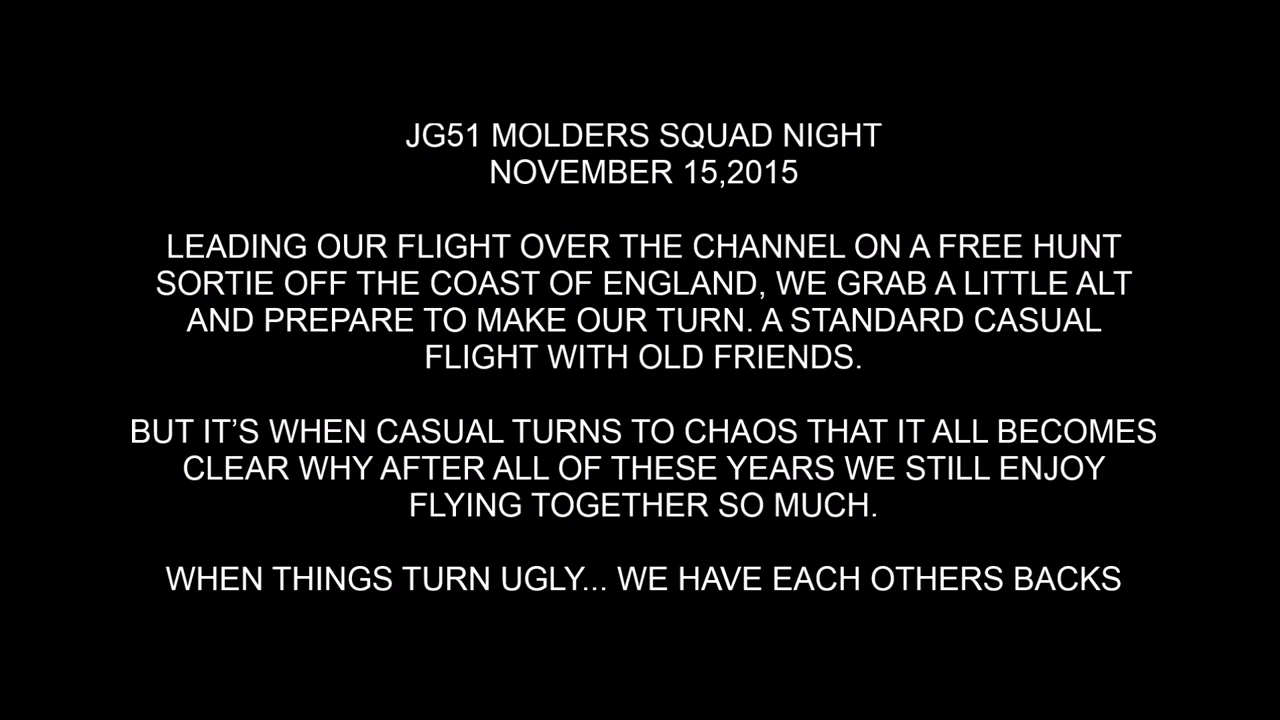 JG51 MOLDERS SQUAD NIGHT
NOVEMBER 15,2015
LEADING OUR FLIGHT OVER THE CHANNEL ON A FREE HUNT
SORTIE OFF THE COAST OF ENGLAND, WE GRAB A LITTLE ALT
AND PREPARE TO MAKE OUR TURN. A STANDARD CASUAL
FLIGHT WITH OLD FRIENDS.
BUT IT’S WHEN CASUAL TURNS TO CHAOS THAT IT ALL BECOMES
CLEAR WHY AFTER ALL OF THESE YEARS WE STILL ENJOY
FLYING TOGETHER SO MUCH.
WHEN THINGS TURN UGLY... WE HAVE EACH OTHERS BACKS